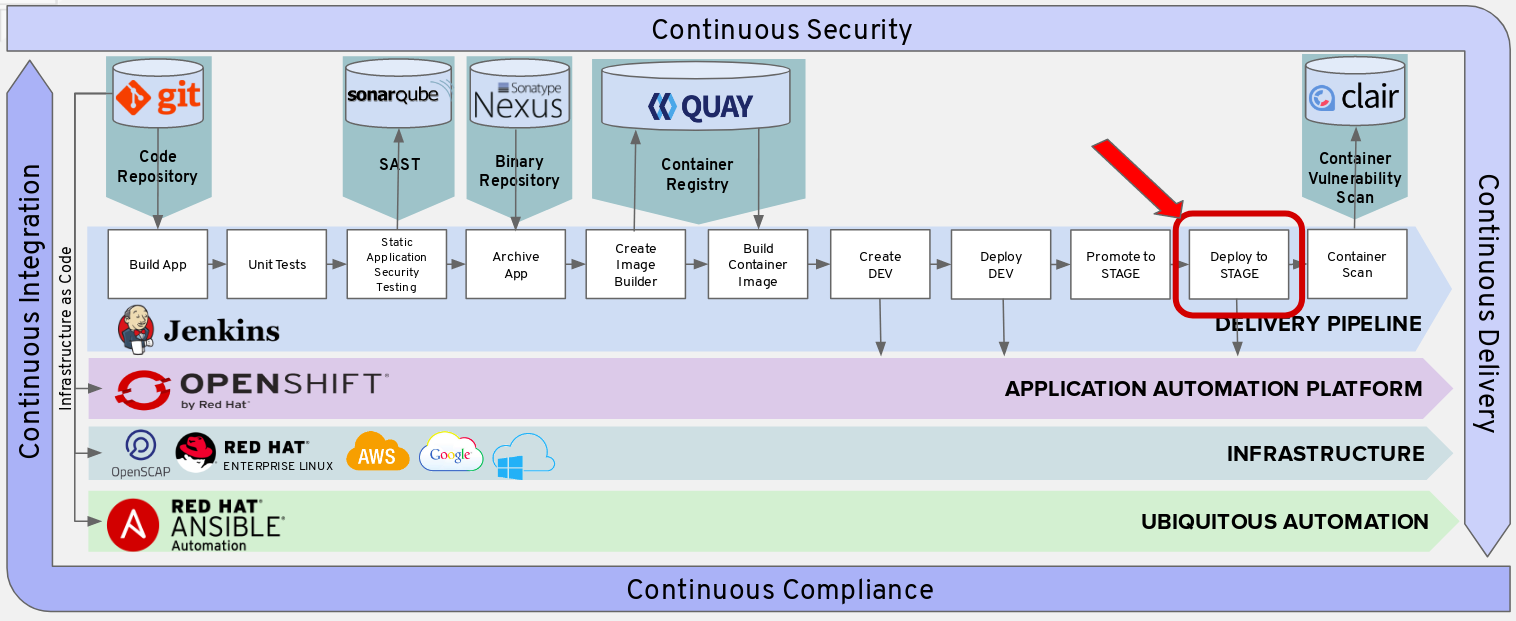 Continuous Security
Continuous Integration
Infrastructure as Code
git
Code
Repository
sonarqube
SAST
Sonatype
Nexus
Binary
Repository
QUAY
Container
Registry
clair
Container
Vulnerability
Scan
Build App
Unit Tests
Static
Application
Security
Testing
Archive
App
Create
Image
Builder
Build
Container
Image
Create
DEV
Deploy
DEV
Promote to
STAGE
Deploy to
STAGE
Container
Scan
Jenkins
DELIVERY PIPELINE
OPENSHIFT®
by Red Hat®
APPLICATION AUTOMATION PLATFORM
OpenSCAP
RED HAT®
ENTERPRISE LINUX
AWS
Google
INFRASTRUCTURE
A
RED HAT®
ANSIBLE®
Automation
UBIQUITOUS AUTOMATION
Continuous Delivery
Continuous Compliance